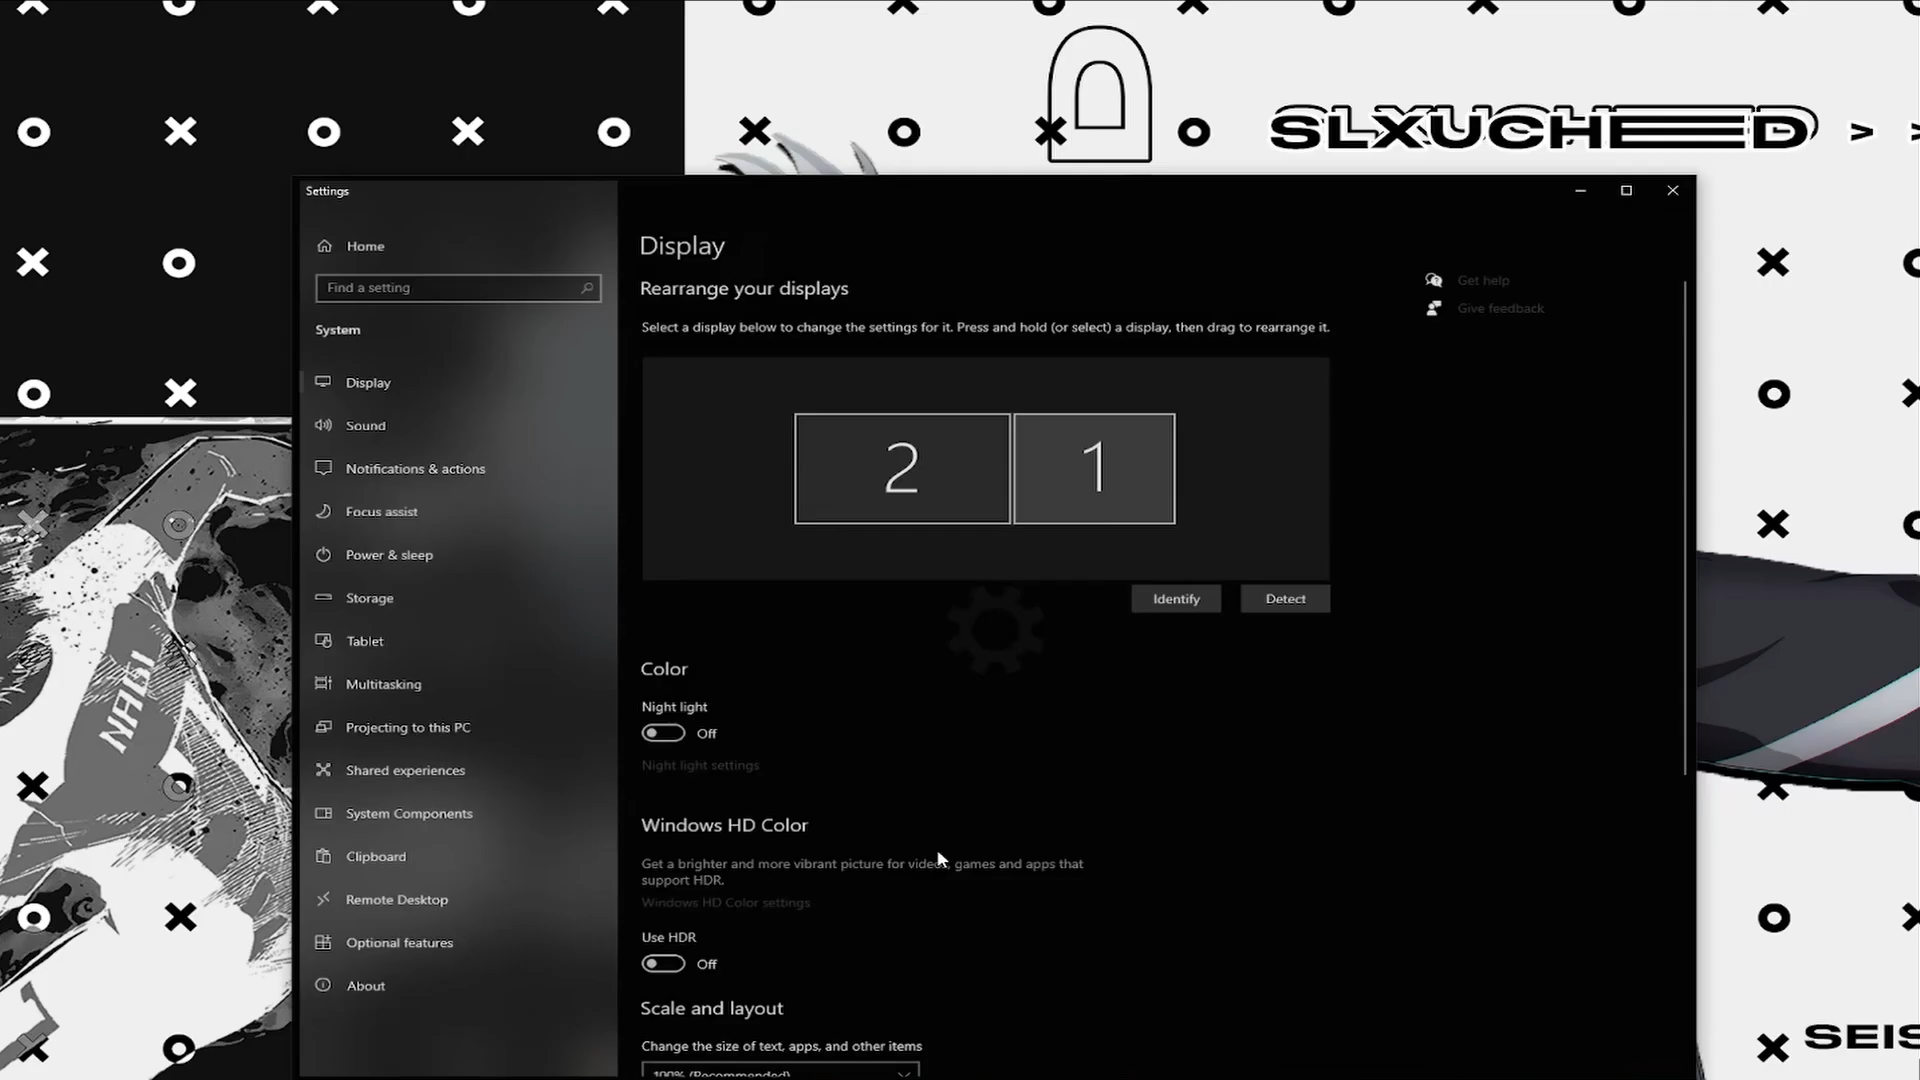 SLXUCHED > >
Settings
Home
Find a setting
System
Display
Sound
Notifications & actions
Focus assist
Power & sleep
Storage
Tablet
Multitasking
Projecting to this PC
Shared experiences
System Components
Clipboard
Remote Desktop
Optional features
About
Display
Rearrange your displays
Select a display below to change the settings for it. Press and hold (or select) a display, then drag to rearrange it.
2
1
Identify
Detect
Color
Night light
Off
Night light settings
Windows HD Color
Get a brighter and more vibrant picture for videos, games and apps that
support HDR.
Windows HD Color settings
Use HDR
Off
Scale and layout
Change the size of text, apps, and other items
100% (Recommended)
Get help
Give feedback
NAGI
SEIS